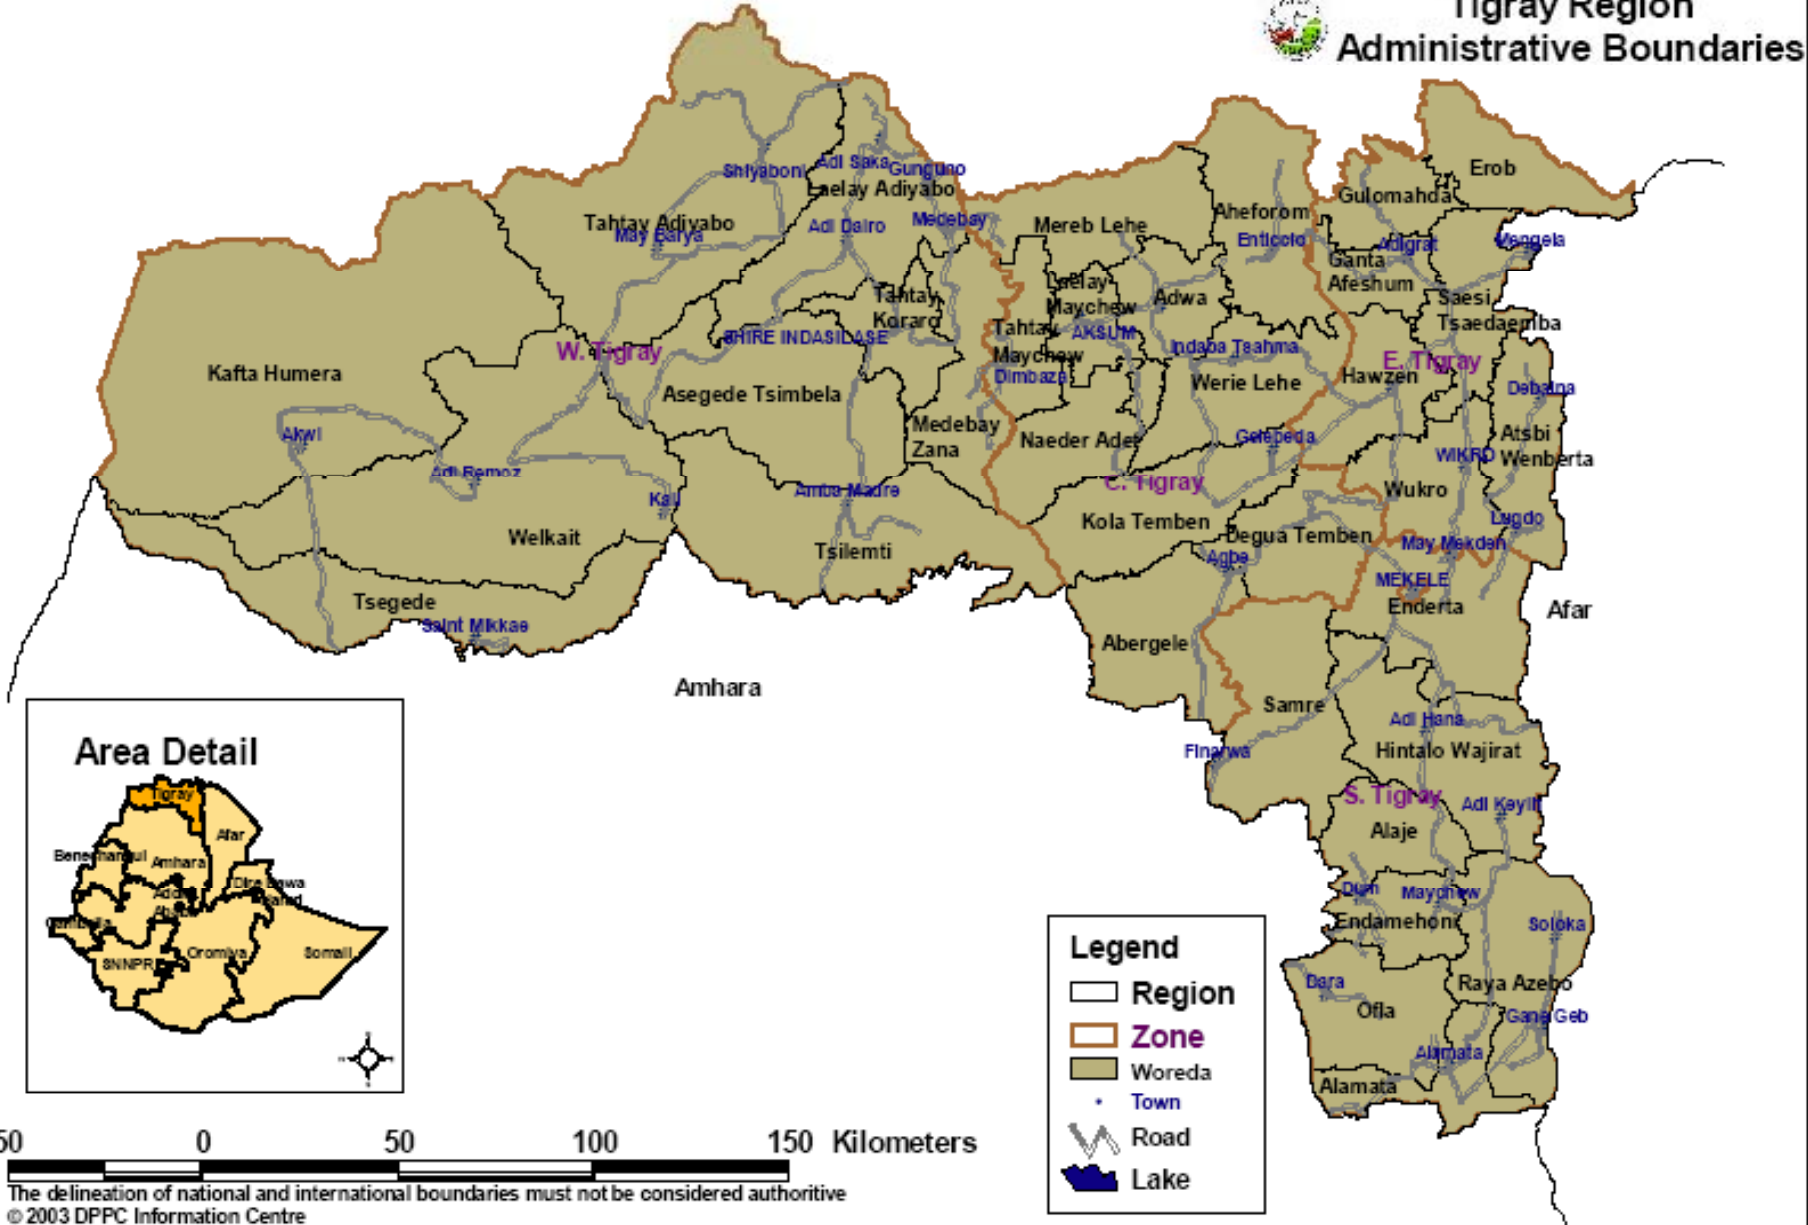 Tigray Region
Administrative Boundaries
Erob
Gulomahda
Shiyaboni
Adi Saka
Gunguno
Laelay Adiyabo
Tahtay Adiyabo
May Barya
Adi Dairo
Medebay
Mereb Lehe
Aheforom
Enticcio
Adigrat
Mengela
Ganta
Afeshum
Saesi
Tsaedaemba
Laelay
Maychew
Adwa
Tahtay
Koraro
Tahtay
Maychew
AKSUM
SHIRE INDASILASE
Indaba Tsahma
W. Tigray
E. Tigray
Kafta Humera
Dimbaza
Werie Lehe
Hawzen
Debaina
Asegede Tsimbela
Medebay
Zana
Naeder Adet
Gelebeda
Atsbi
Wenberta
Akwi
Adi Remoz
WIKRO
C. Tigray
Wukro
Amba Madre
Kola Temben
Degua Temben
Lugdo
Welkait
Tsilemti
Agbe
May Mekden
MEKELE
Enderta
Afar
Tsegede
Saint Mikkae
Abergele
Amhara
Samre
Adi Hana
Finarwa
Hintalo Wajirat
S. Tigray
Adi Keyih
Alaje
Dum
Maychew
Endamehoni
Soloka
Dara
Ofla
Raya Azebo
Gane Geb
Alamata
Alamata
Area Detail
Tigray
Afar
Amhara
Dire Dawa
SNNPR
Oromiya
Somali
Legend
Region
Zone
Woreda
Town
Road
Lake
50 0 50 100 150 Kilometers
The delineation of national and international boundaries must not be considered authoritive
© 2003 DPPC Information Centre